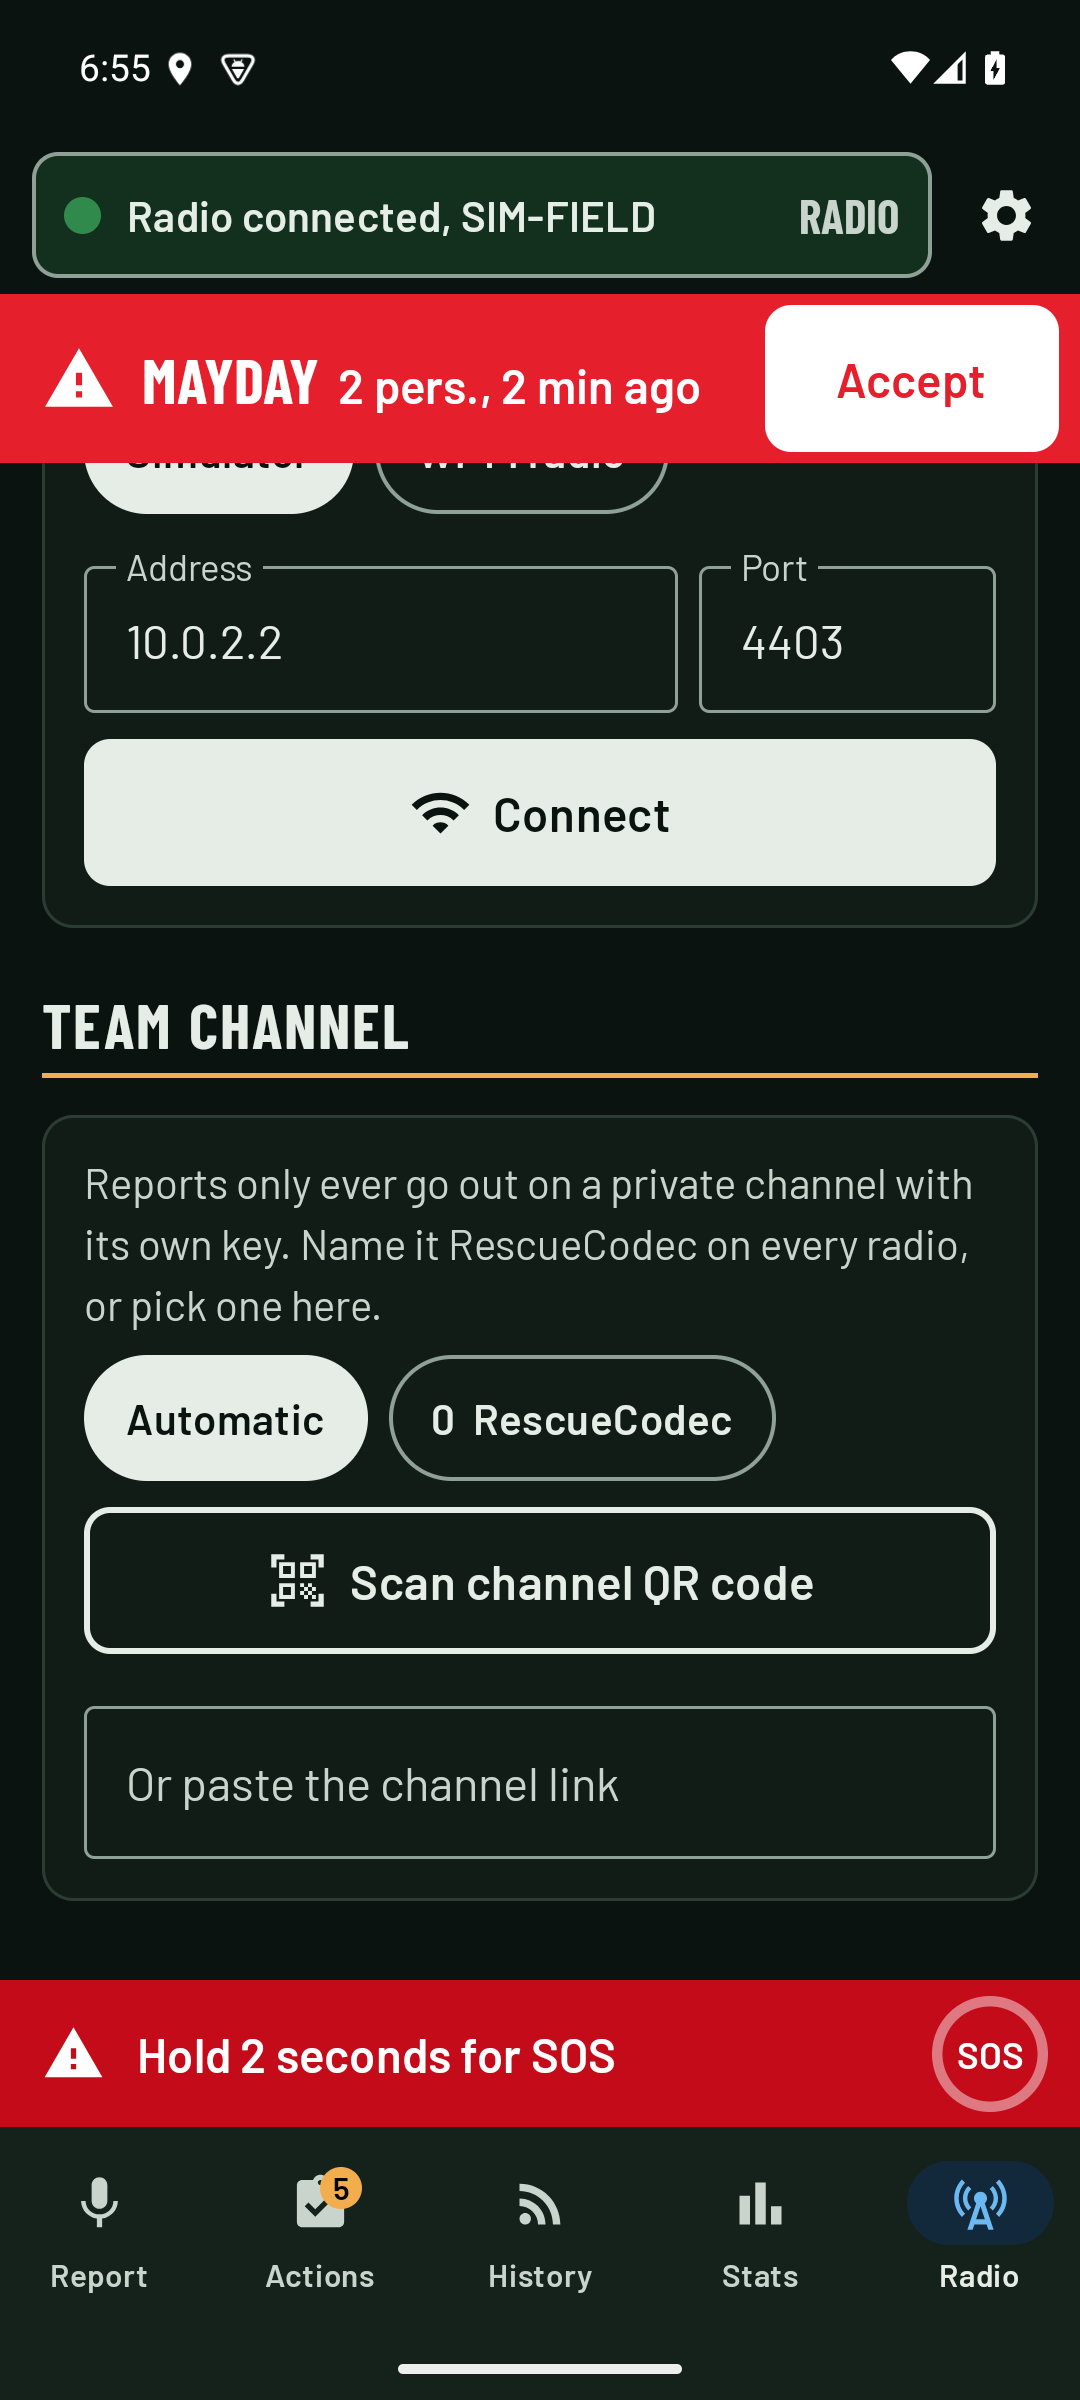 6:55
Radio connected, SIM-FIELD RADIO
MAYDAY 2 pers., 2 min ago Accept
Address Port
10.0.2.2 4403
Connect
TEAM CHANNEL
Reports only ever go out on a private channel with
its own key. Name it RescueCodec on every radio,
or pick one here.
Automatic 0 RescueCodec
Scan channel QR code
Or paste the channel link
Hold 2 seconds for SOS SOS
5
Report Actions History Stats Radio